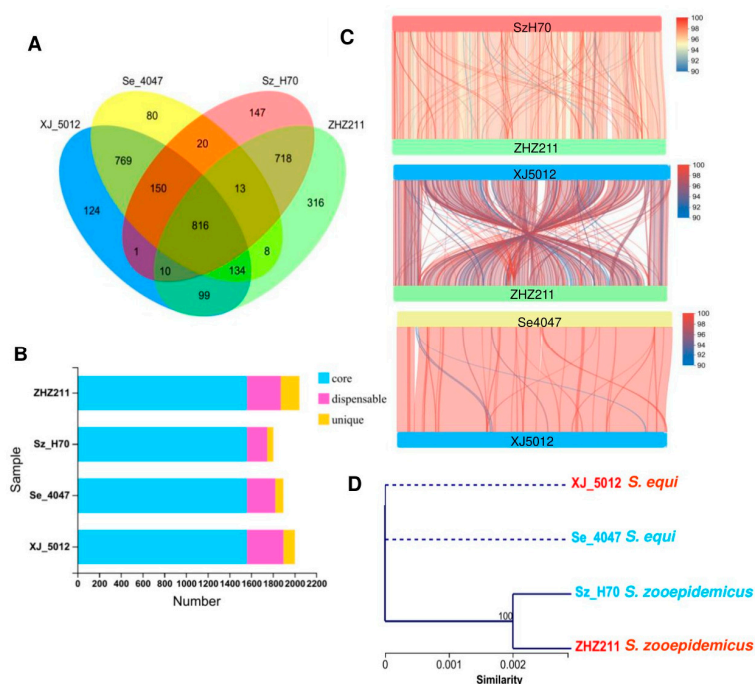 A
Se_4047
Sz_H70
XJ_5012
ZHZ211
80
147
769
20
718
124
150
13
316
816
1
8
10
134
99
B
ZHZ211
Sz_H70
Se_4047
XJ_5012
Sample
core
dispensable
unique
0 200 400 600 800 1000 1200 1400 1600 1800 2000 2200
Number
C
SzH70
ZHZ211
100
98
96
94
92
90
XJ5012
ZHZ211
100
98
96
94
92
90
Se4047
XJ5012
100
98
96
94
92
90
D
XJ_5012 S. equi
Se_4047 S. equi
Sz_H70 S. zooepidemicus
100
ZHZ211 S. zooepidemicus
0 0.001 0.002
Similarity